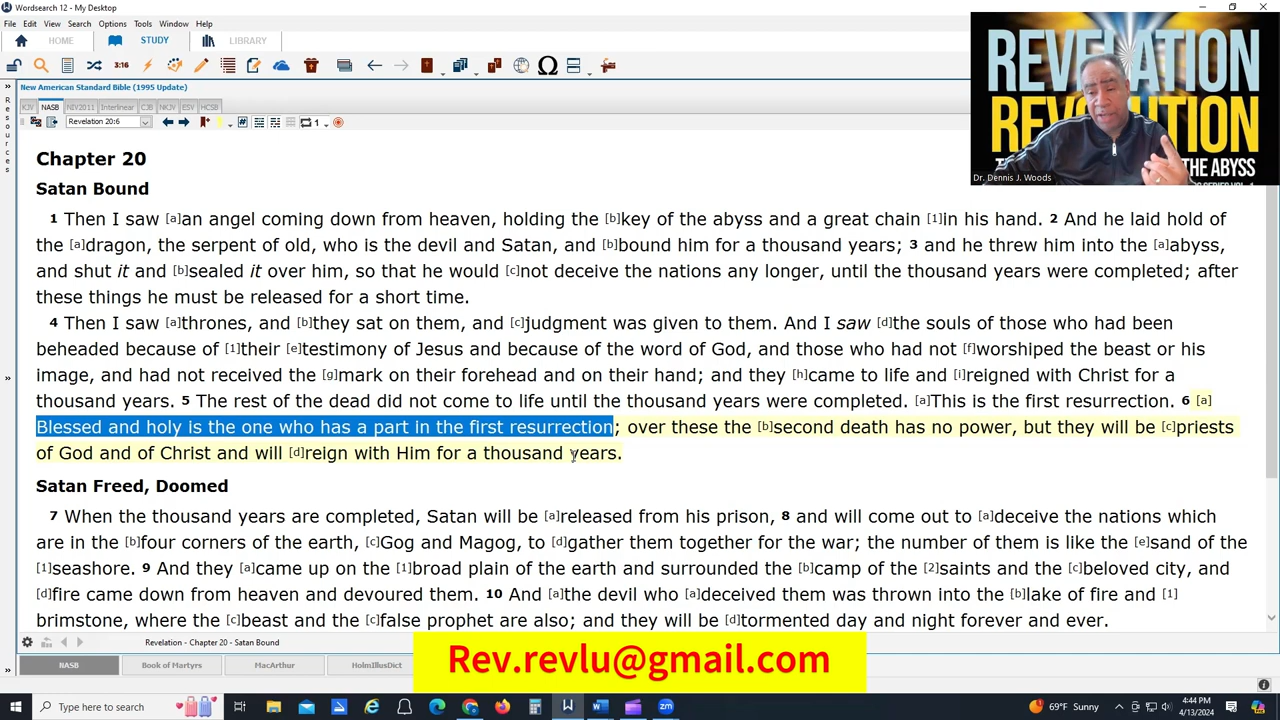 Wordsearch 12 - My Desktop
File Edit View Search Options Tools Window Help
HOME STUDY LIBRARY
3:16
New American Standard Bible (1995 Update)
KJV NASB NIV2011 Interlinear CJB NKJV ESV HCSB
Revelation 20:6
1
Resources
Chapter 20
Satan Bound
1 Then I saw [a]an angel coming down from heaven, holding the [b]key of the abyss and a great chain [1]in his hand. 2 And he laid hold of
the [a]dragon, the serpent of old, who is the devil and Satan, and [b]bound him for a thousand years; 3 and he threw him into the [a]abyss,
and shut it and [b]sealed it over him, so that he would [c]not deceive the nations any longer, until the thousand years were completed; after
these things he must be released for a short time.
4 Then I saw [a]thrones, and [b]they sat on them, and [c]judgment was given to them. And I saw [d]the souls of those who had been
beheaded because of [1]their [e]testimony of Jesus and because of the word of God, and those who had not [f]worshiped the beast or his
image, and had not received the [g]mark on their forehead and on their hand; and they [h]came to life and [i]reigned with Christ for a
thousand years. 5 The rest of the dead did not come to life until the thousand years were completed. [a]This is the first resurrection. 6 [a]
Blessed and holy is the one who has a part in the first resurrection; over these the [b]second death has no power, but they will be [c]priests
of God and of Christ and will [d]reign with Him for a thousand years.
Satan Freed, Doomed
7 When the thousand years are completed, Satan will be [a]released from his prison, 8 and will come out to [a]deceive the nations which
are in the [b]four corners of the earth, [c]Gog and Magog, to [d]gather them together for the war; the number of them is like the [e]sand of the
[1]seashore. 9 And they [a]came up on the [1]broad plain of the earth and surrounded the [b]camp of the [2]saints and the [c]beloved city, and
[d]fire came down from heaven and devoured them. 10 And [a]the devil who [a]deceived them was thrown into the [b]lake of fire and [1]
brimstone, where the [c]beast and the [c]false prophet are also; and they will be [d]tormented day and night forever and ever.
REVELATION
REVOLUTION
THE ABYSS
SERIES VOL. 1
Dr. Dennis J. Woods
Revelation - Chapter 20 - Satan Bound
NASB Book of Martyrs MacArthur HolmIllusDict
Rev.revlu@gmail.com
Type here to search
69°F Sunny
4:44 PM
4/13/2024